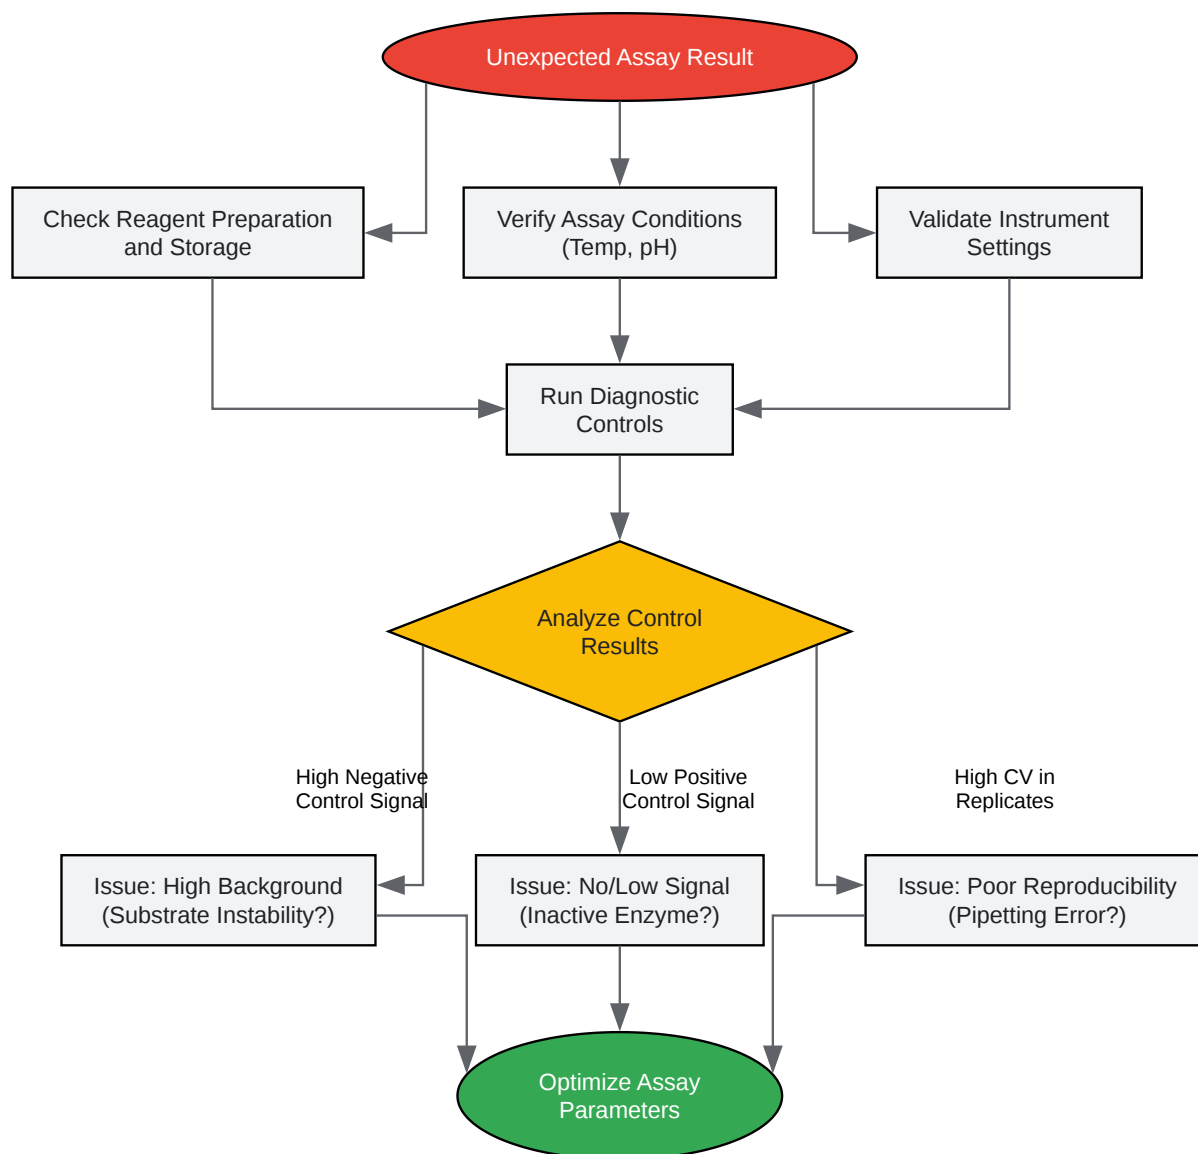 Unexpected Assay Result
Check Reagent Preparation
and Storage
Verify Assay Conditions
(Temp, pH)
Validate Instrument
Settings
Run Diagnostic
Controls
Analyze Control
Results
High Negative
Control Signal
Low Positive
Control Signal
High CV in
Replicates
Issue: High Background
(Substrate Instability?)
Issue: No/Low Signal
(Inactive Enzyme?)
Issue: Poor Reproducibility
(Pipetting Error?)
Optimize Assay
Parameters